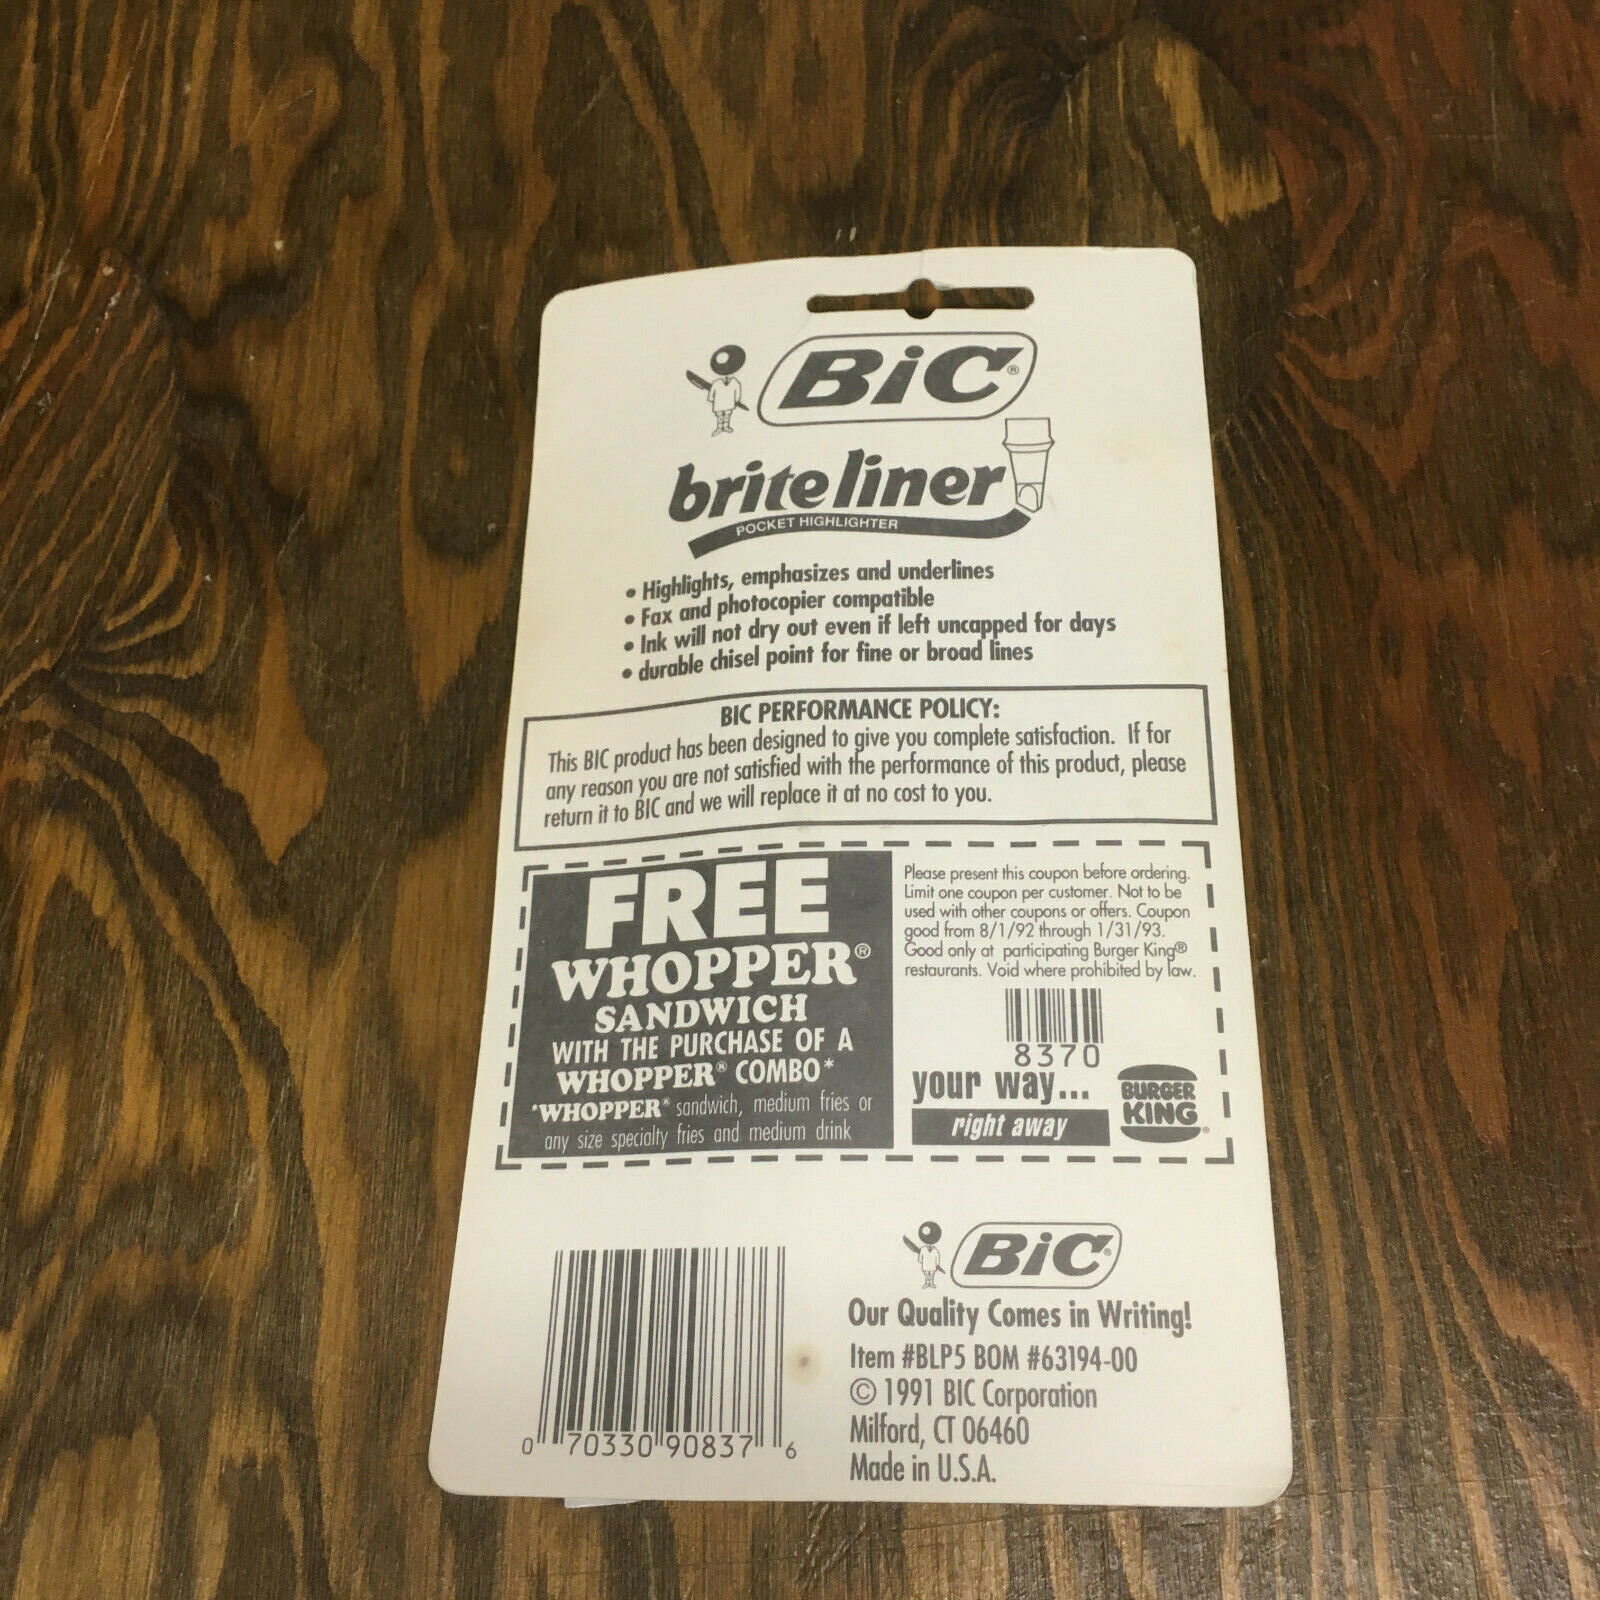 BiC®
brite liner
POCKET HIGHLIGHTER
• Highlights, emphasizes and underlines
• Fax and photocopier compatible
• Ink will not dry out even if left uncapped for days
• durable chisel point for fine or broad lines
BIC PERFORMANCE POLICY:
This BIC product has been designed to give you complete satisfaction. If for
any reason you are not satisfied with the performance of this product, please
return it to BIC and we will replace it at no cost to you.
FREE
WHOPPER®
SANDWICH
WITH THE PURCHASE OF A
WHOPPER® COMBO*
*WHOPPER® sandwich, medium fries or
any size specialty fries and medium drink
Please present this coupon before ordering.
Limit one coupon per customer. Not to be
used with other coupons or offers. Coupon
good from 8/1/92 through 1/31/93.
Good only at participating Burger King®
restaurants. Void where prohibited by law.
8370
your way...
right away
BURGER
KING®
0 70330 90837 6
BiC®
Our Quality Comes in Writing!
Item #BLP5 BOM #63194-00
© 1991 BIC Corporation
Milford, CT 06460
Made in U.S.A.